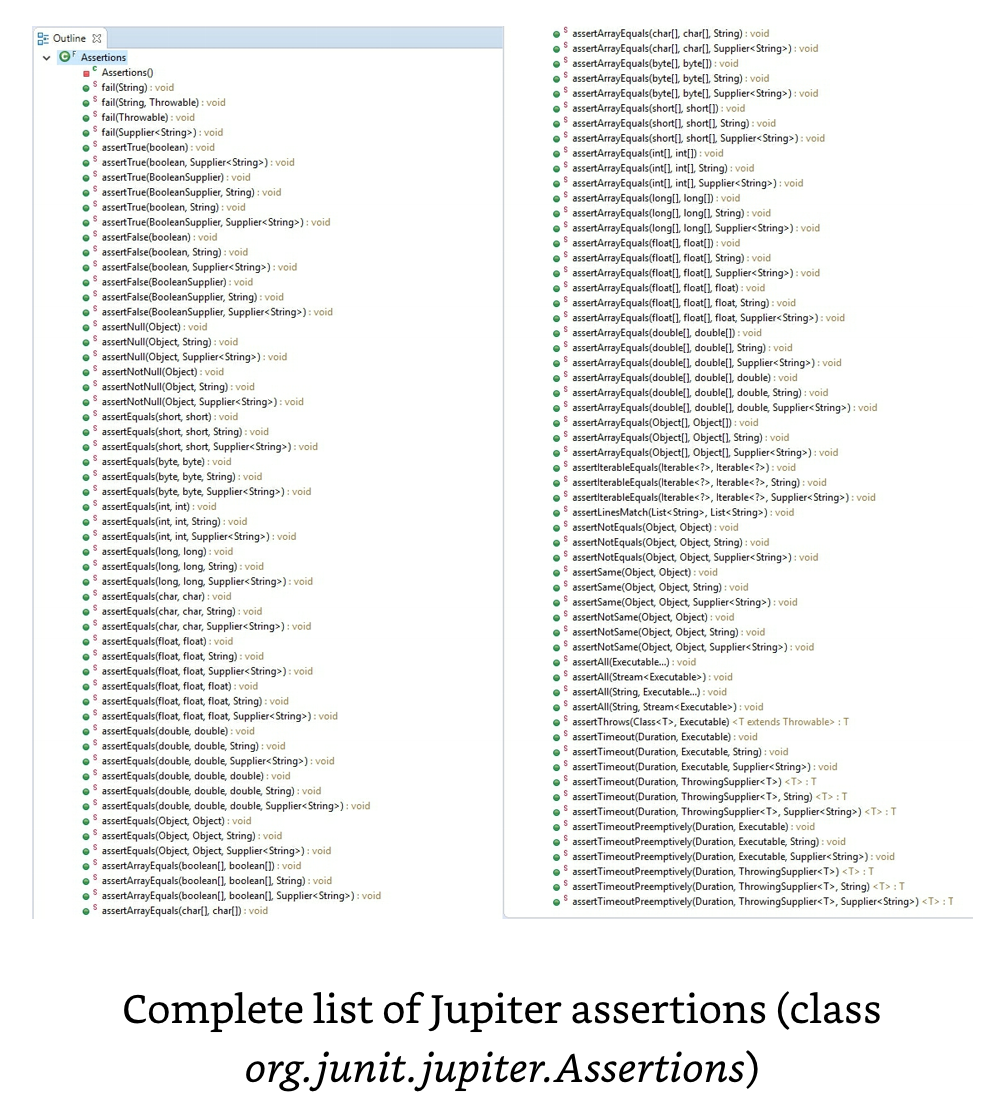 Outline
Assertions
Assertions()
fail(String) : void
fail(String, Throwable) : void
fail(Throwable) : void
fail(Supplier<String>) : void
assertTrue(boolean) : void
assertTrue(boolean, Supplier<String>) : void
assertTrue(BooleanSupplier) : void
assertTrue(BooleanSupplier, String) : void
assertTrue(boolean, String) : void
assertTrue(BooleanSupplier, Supplier<String>) : void
assertFalse(boolean) : void
assertFalse(boolean, String) : void
assertFalse(boolean, Supplier<String>) : void
assertFalse(BooleanSupplier) : void
assertFalse(BooleanSupplier, String) : void
assertFalse(BooleanSupplier, Supplier<String>) : void
assertNull(Object) : void
assertNull(Object, String) : void
assertNull(Object, Supplier<String>) : void
assertNotNull(Object) : void
assertNotNull(Object, String) : void
assertNotNull(Object, Supplier<String>) : void
assertEquals(short, short) : void
assertEquals(short, short, String) : void
assertEquals(short, short, Supplier<String>) : void
assertEquals(byte, byte) : void
assertEquals(byte, byte, String) : void
assertEquals(byte, byte, Supplier<String>) : void
assertEquals(int, int) : void
assertEquals(int, int, String) : void
assertEquals(int, int, Supplier<String>) : void
assertEquals(long, long) : void
assertEquals(long, long, String) : void
assertEquals(long, long, Supplier<String>) : void
assertEquals(char, char) : void
assertEquals(char, char, String) : void
assertEquals(char, char, Supplier<String>) : void
assertEquals(float, float) : void
assertEquals(float, float, String) : void
assertEquals(float, float, Supplier<String>) : void
assertEquals(float, float, float) : void
assertEquals(float, float, float, String) : void
assertEquals(float, float, float, Supplier<String>) : void
assertEquals(double, double) : void
assertEquals(double, double, String) : void
assertEquals(double, double, Supplier<String>) : void
assertEquals(double, double, double) : void
assertEquals(double, double, double, String) : void
assertEquals(double, double, double, Supplier<String>) : void
assertEquals(Object, Object) : void
assertEquals(Object, Object, String) : void
assertEquals(Object, Object, Supplier<String>) : void
assertArrayEquals(boolean[], boolean[]) : void
assertArrayEquals(boolean[], boolean[], String) : void
assertArrayEquals(boolean[], boolean[], Supplier<String>) : void
assertArrayEquals(char[], char[]) : void
assertArrayEquals(char[], char[], String) : void
assertArrayEquals(char[], char[], Supplier<String>) : void
assertArrayEquals(byte[], byte[]) : void
assertArrayEquals(byte[], byte[], String) : void
assertArrayEquals(byte[], byte[], Supplier<String>) : void
assertArrayEquals(short[], short[]) : void
assertArrayEquals(short[], short[], String) : void
assertArrayEquals(short[], short[], Supplier<String>) : void
assertArrayEquals(int[], int[]) : void
assertArrayEquals(int[], int[], String) : void
assertArrayEquals(int[], int[], Supplier<String>) : void
assertArrayEquals(long[], long[]) : void
assertArrayEquals(long[], long[], String) : void
assertArrayEquals(long[], long[], Supplier<String>) : void
assertArrayEquals(float[], float[]) : void
assertArrayEquals(float[], float[], String) : void
assertArrayEquals(float[], float[], Supplier<String>) : void
assertArrayEquals(float[], float[], float) : void
assertArrayEquals(float[], float[], float, String) : void
assertArrayEquals(float[], float[], float, Supplier<String>) : void
assertArrayEquals(double[], double[]) : void
assertArrayEquals(double[], double[], String) : void
assertArrayEquals(double[], double[], Supplier<String>) : void
assertArrayEquals(double[], double[], double) : void
assertArrayEquals(double[], double[], double, String) : void
assertArrayEquals(double[], double[], double, Supplier<String>) : void
assertArrayEquals(Object[], Object[]) : void
assertArrayEquals(Object[], Object[], String) : void
assertArrayEquals(Object[], Object[], Supplier<String>) : void
assertIterableEquals(Iterable<?>, Iterable<?>) : void
assertIterableEquals(Iterable<?>, Iterable<?>, String) : void
assertIterableEquals(Iterable<?>, Iterable<?>, Supplier<String>) : void
assertLinesMatch(List<String>, List<String>) : void
assertNotEquals(Object, Object) : void
assertNotEquals(Object, Object, String) : void
assertNotEquals(Object, Object, Supplier<String>) : void
assertSame(Object, Object) : void
assertSame(Object, Object, String) : void
assertSame(Object, Object, Supplier<String>) : void
assertNotSame(Object, Object) : void
assertNotSame(Object, Object, String) : void
assertNotSame(Object, Object, Supplier<String>) : void
assertAll(Executable...) : void
assertAll(Stream<Executable>) : void
assertAll(String, Executable...) : void
assertAll(String, Stream<Executable>) : void
assertThrows(Class<T>, Executable) <T extends Throwable> : T
assertTimeout(Duration, Executable) : void
assertTimeout(Duration, Executable, String) : void
assertTimeout(Duration, Executable, Supplier<String>) : void
assertTimeout(Duration, ThrowingSupplier<T>) <T> : T
assertTimeout(Duration, ThrowingSupplier<T>, String) <T> : T
assertTimeout(Duration, ThrowingSupplier<T>, Supplier<String>) <T> : T
assertTimeoutPreemptively(Duration, Executable) : void
assertTimeoutPreemptively(Duration, Executable, String) : void
assertTimeoutPreemptively(Duration, Executable, Supplier<String>) : void
assertTimeoutPreemptively(Duration, ThrowingSupplier<T>) <T> : T
assertTimeoutPreemptively(Duration, ThrowingSupplier<T>, String) <T> : T
assertTimeoutPreemptively(Duration, ThrowingSupplier<T>, Supplier<String>) <T> : T
Complete list of Jupiter assertions (class
org.junit.jupiter.Assertions)